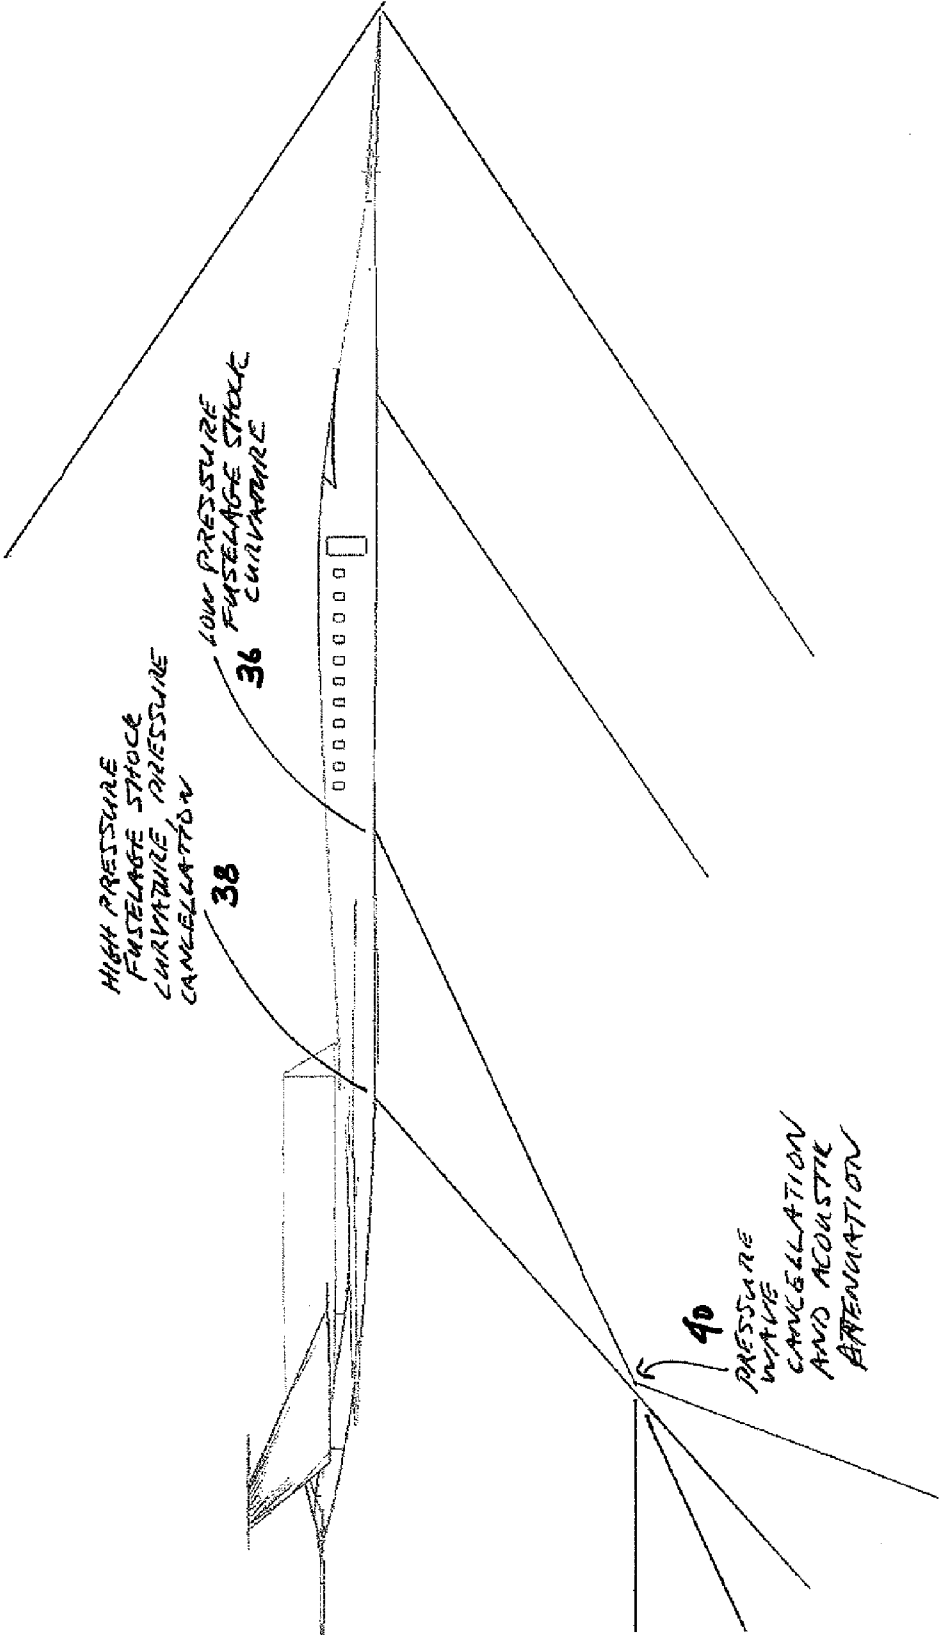 HIGH PRESSURE
FUSELAGE SHOCK
CURVATURE, PRESSURE
CANCELLATION
38
LOW PRESSURE
FUSELAGE SHOCK
CURVATURE
36
40
PRESSURE
WAVE
CANCELLATION
AND ACOUSTIC
ATTENUATION